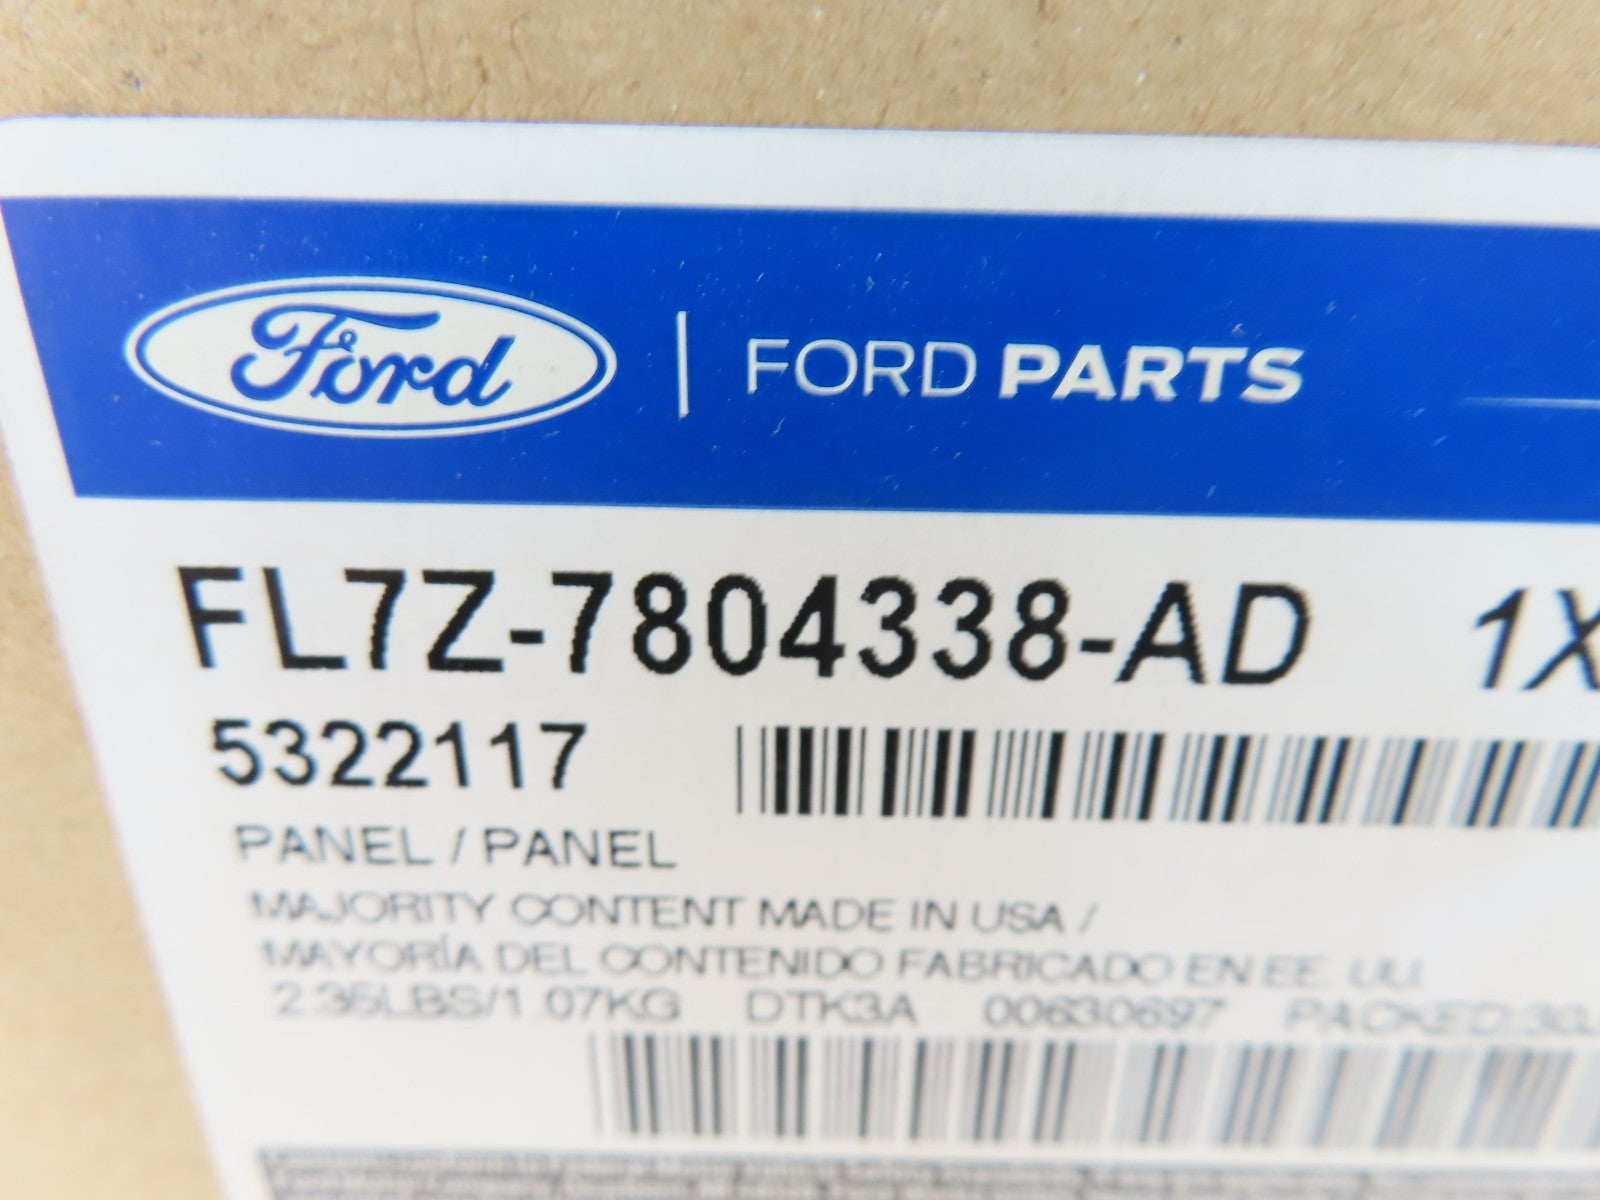 Ford | FORD PARTS
FL7Z-7804338-AD 1X
5322117
PANEL / PANEL
MAJORITY CONTENT MADE IN USA /
MAYORÍA DEL CONTENIDO FABRICADO EN EE. UU.
2.35LBS/1.07KG DTK3A 00630697 PACKED: